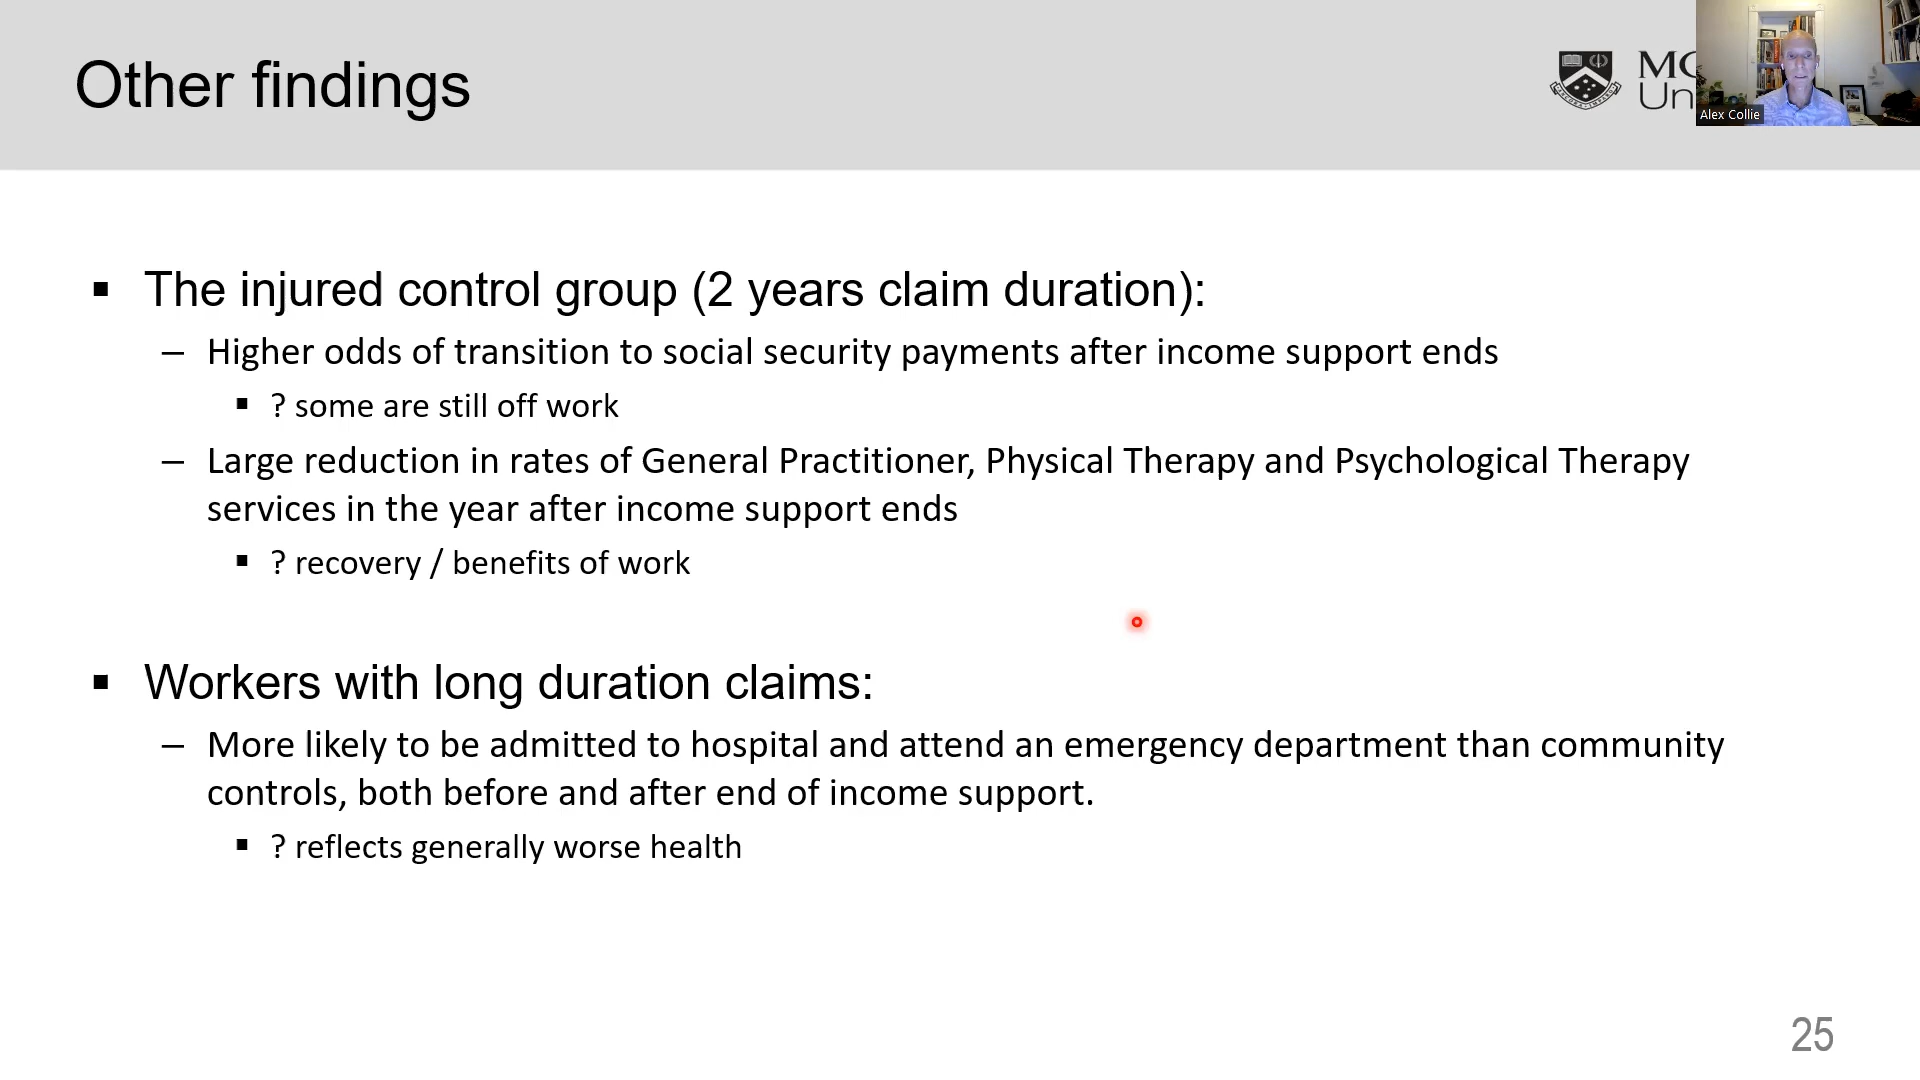 Other findings
Alex Collie
▪ The injured control group (2 years claim duration):
– Higher odds of transition to social security payments after income support ends
▪ ? some are still off work
– Large reduction in rates of General Practitioner, Physical Therapy and Psychological Therapy
services in the year after income support ends
▪ ? recovery / benefits of work
▪ Workers with long duration claims:
– More likely to be admitted to hospital and attend an emergency department than community
controls, both before and after end of income support.
▪ ? reflects generally worse health
25